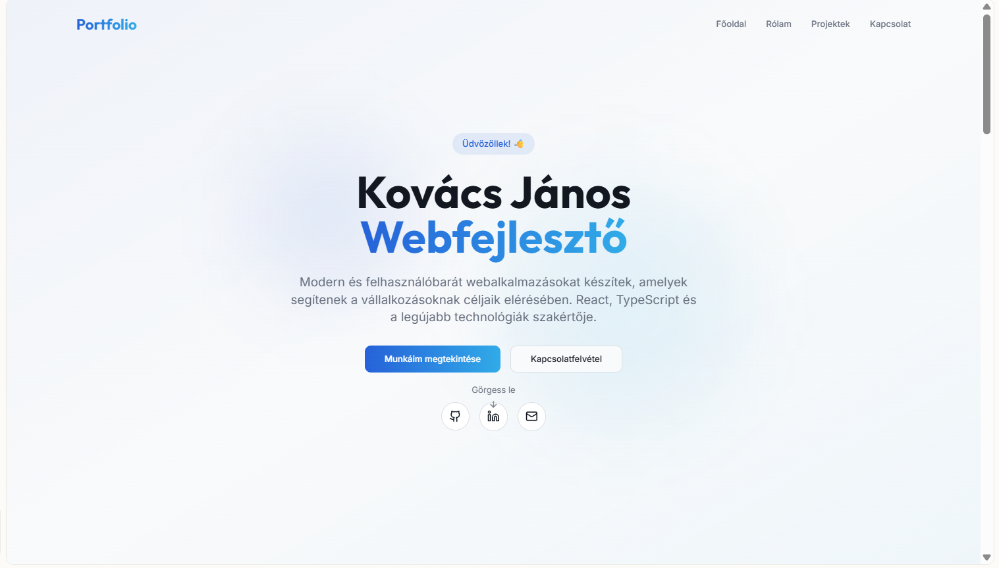 Portfolio
Főoldal
Rólam
Projektek
Kapcsolat
Üdvözöllek! 👋
Kovács János
Webfejlesztő
Modern és felhasználóbarát webalkalmazásokat készítek, amelyek
segítenek a vállalkozásoknak céljaik elérésében. React, TypeScript és
a legújabb technológiák szakértője.
Munkáim megtekintése
Kapcsolatfelvétel
Görgess le